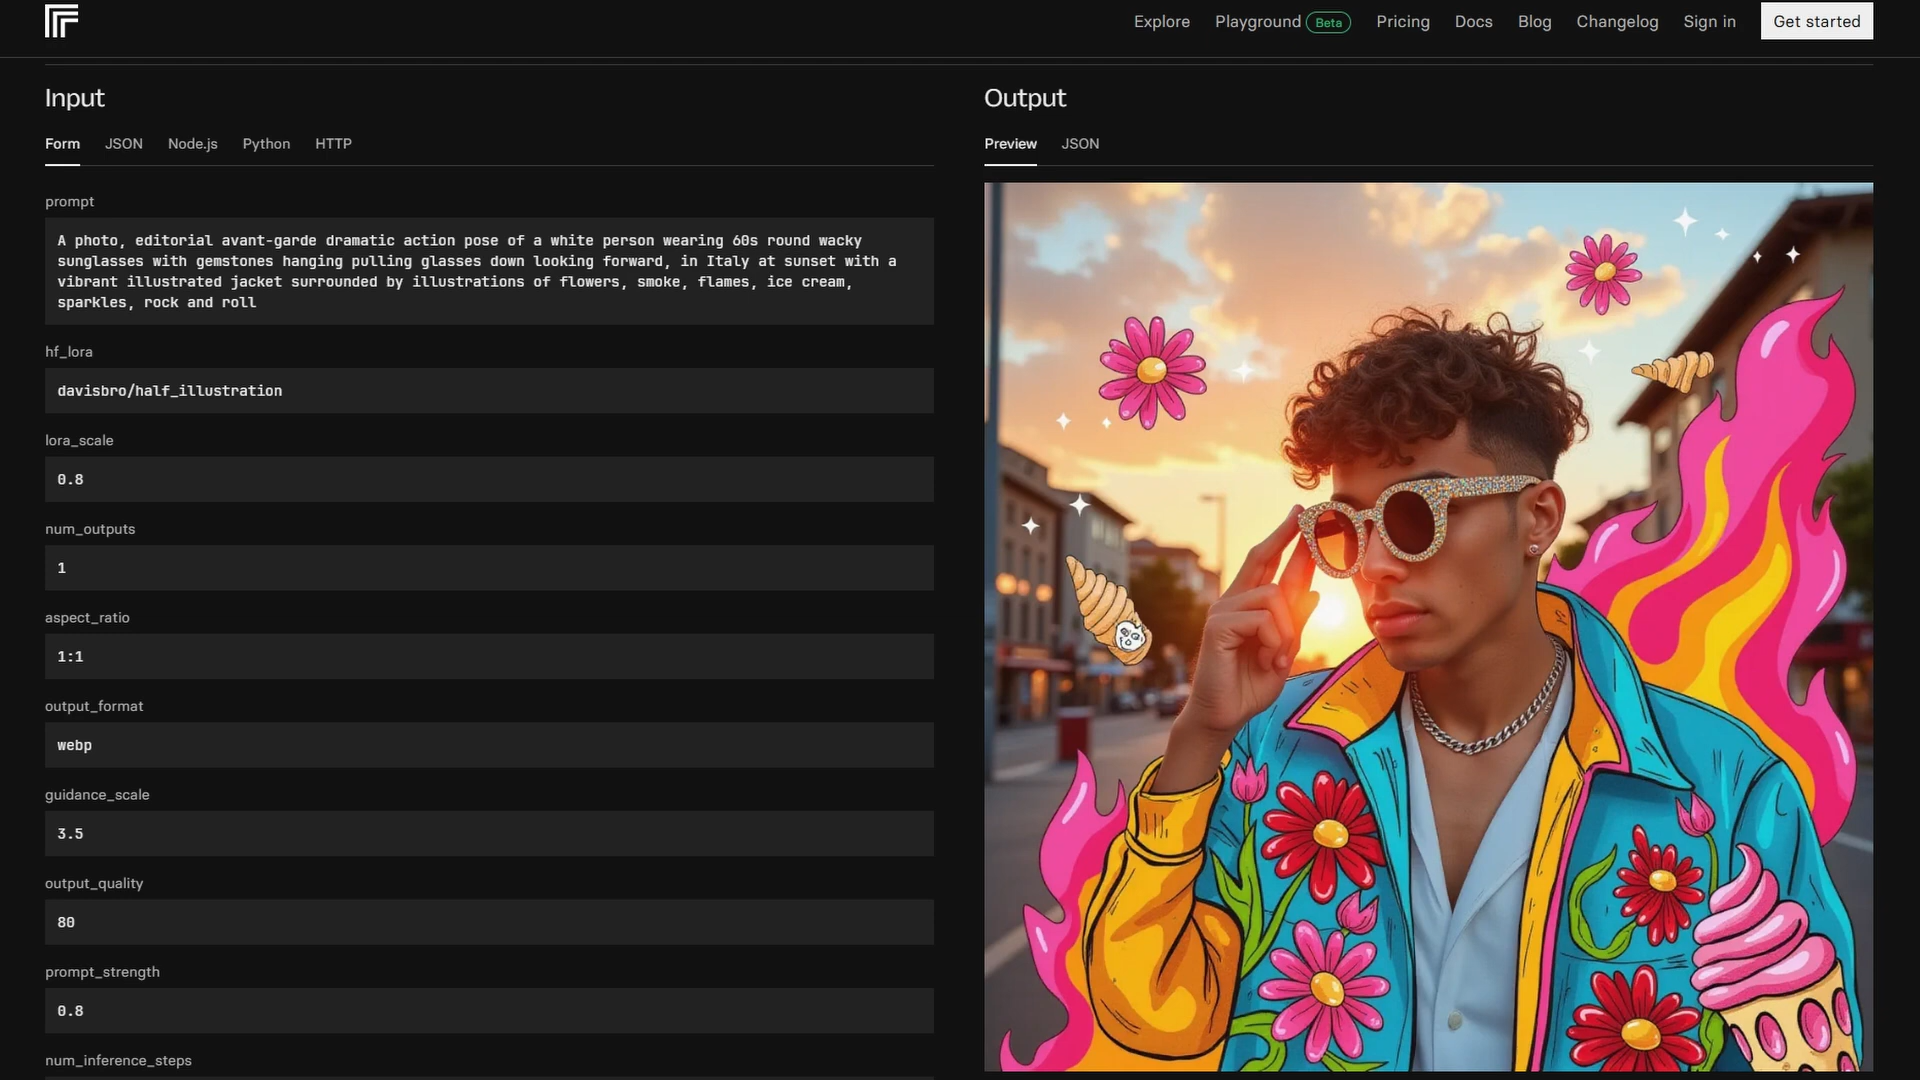 Explore Playground Beta Pricing Docs Blog Changelog Sign in Get started
Input
Form JSON Node.js Python HTTP
prompt
A photo, editorial avant-garde dramatic action pose of a white person wearing 60s round wacky
sunglasses with gemstones hanging pulling glasses down looking forward, in Italy at sunset with a
vibrant illustrated jacket surrounded by illustrations of flowers, smoke, flames, ice cream,
sparkles, rock and roll
hf_lora
davisbro/half_illustration
lora_scale
0.8
num_outputs
1
aspect_ratio
1:1
output_format
webp
guidance_scale
3.5
output_quality
80
prompt_strength
0.8
num_inference_steps
Output
Preview JSON